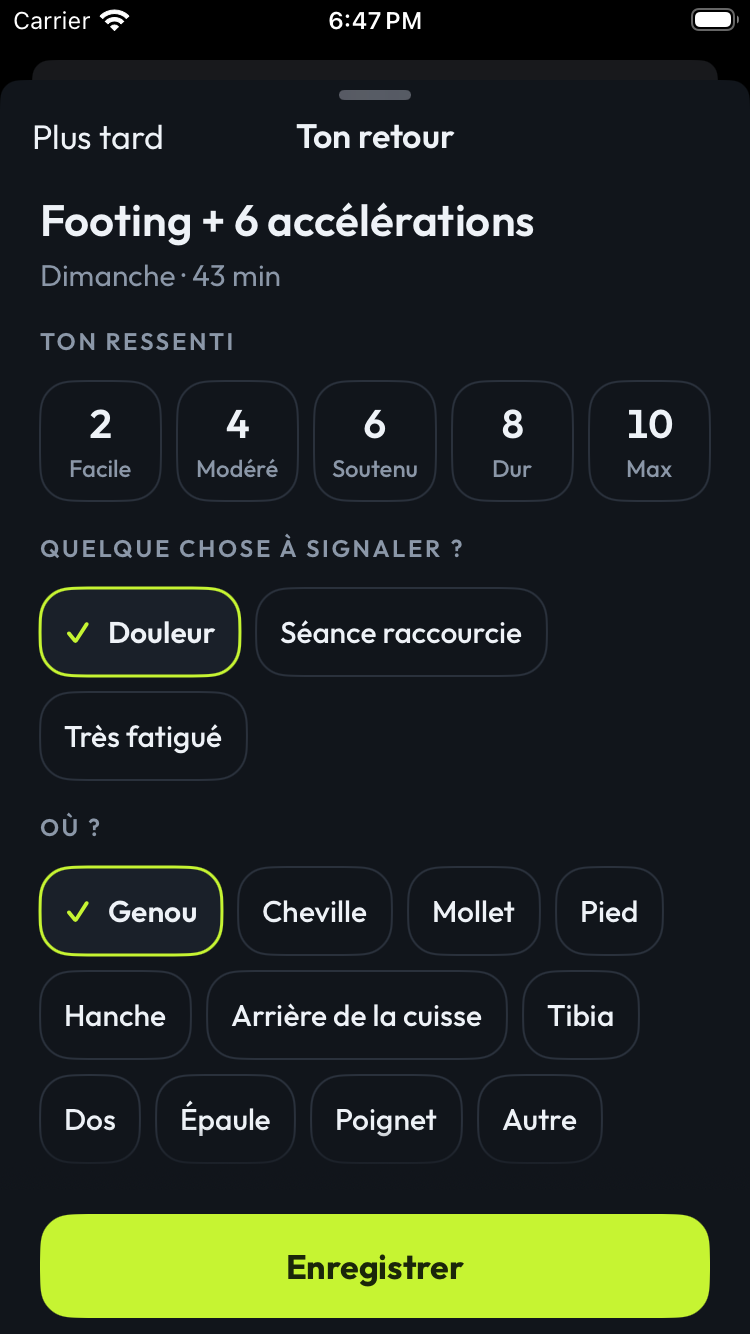 Carrier 6:47 PM
Plus tard Ton retour
Footing + 6 accélérations
Dimanche · 43 min
TON RESSENTI
2 4 6 8 10
Facile Modéré Soutenu Dur Max
QUELQUE CHOSE À SIGNALER ?
✓ Douleur Séance raccourcie
Très fatigué
OÙ ?
✓ Genou Cheville Mollet Pied
Hanche Arrière de la cuisse Tibia
Dos Épaule Poignet Autre
Enregistrer